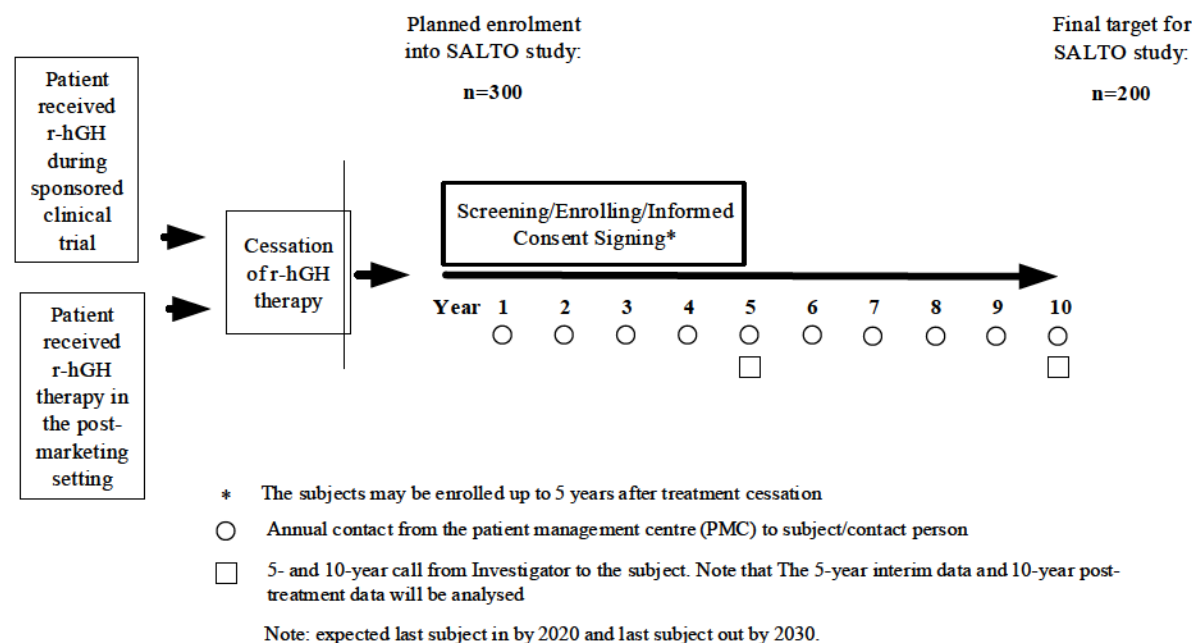 Planned enrolment
into SALTO study:
n=300
Final target for
SALTO study:
n=200
Patient
received
r-hGH
during
sponsored
clinical
trial
Patient
received
r-hGH
therapy in
the post-
marketing
setting
Cessation
of r-hGH
therapy
Screening/Enrolling/Informed
Consent Signing*
Year 1 2 3 4 5 6 7 8 9 10
* The subjects may be enrolled up to 5 years after treatment cessation
Annual contact from the patient management centre (PMC) to subject/contact person
5- and 10-year call from Investigator to the subject. Note that The 5-year interim data and 10-year post-
treatment data will be analysed
Note: expected last subject in by 2020 and last subject out by 2030.